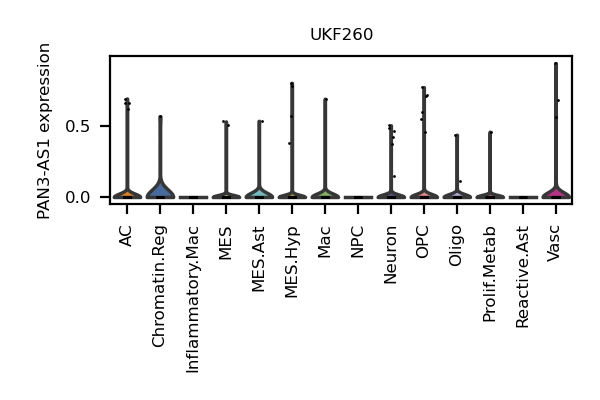 UKF260
PAN3-AS1 expression
0.5
0.0
AC
Chromatin.Reg
Inflammatory.Mac
MES
MES.Ast
MES.Hyp
Mac
NPC
Neuron
OPC
Oligo
Prolif.Metab
Reactive.Ast
Vasc